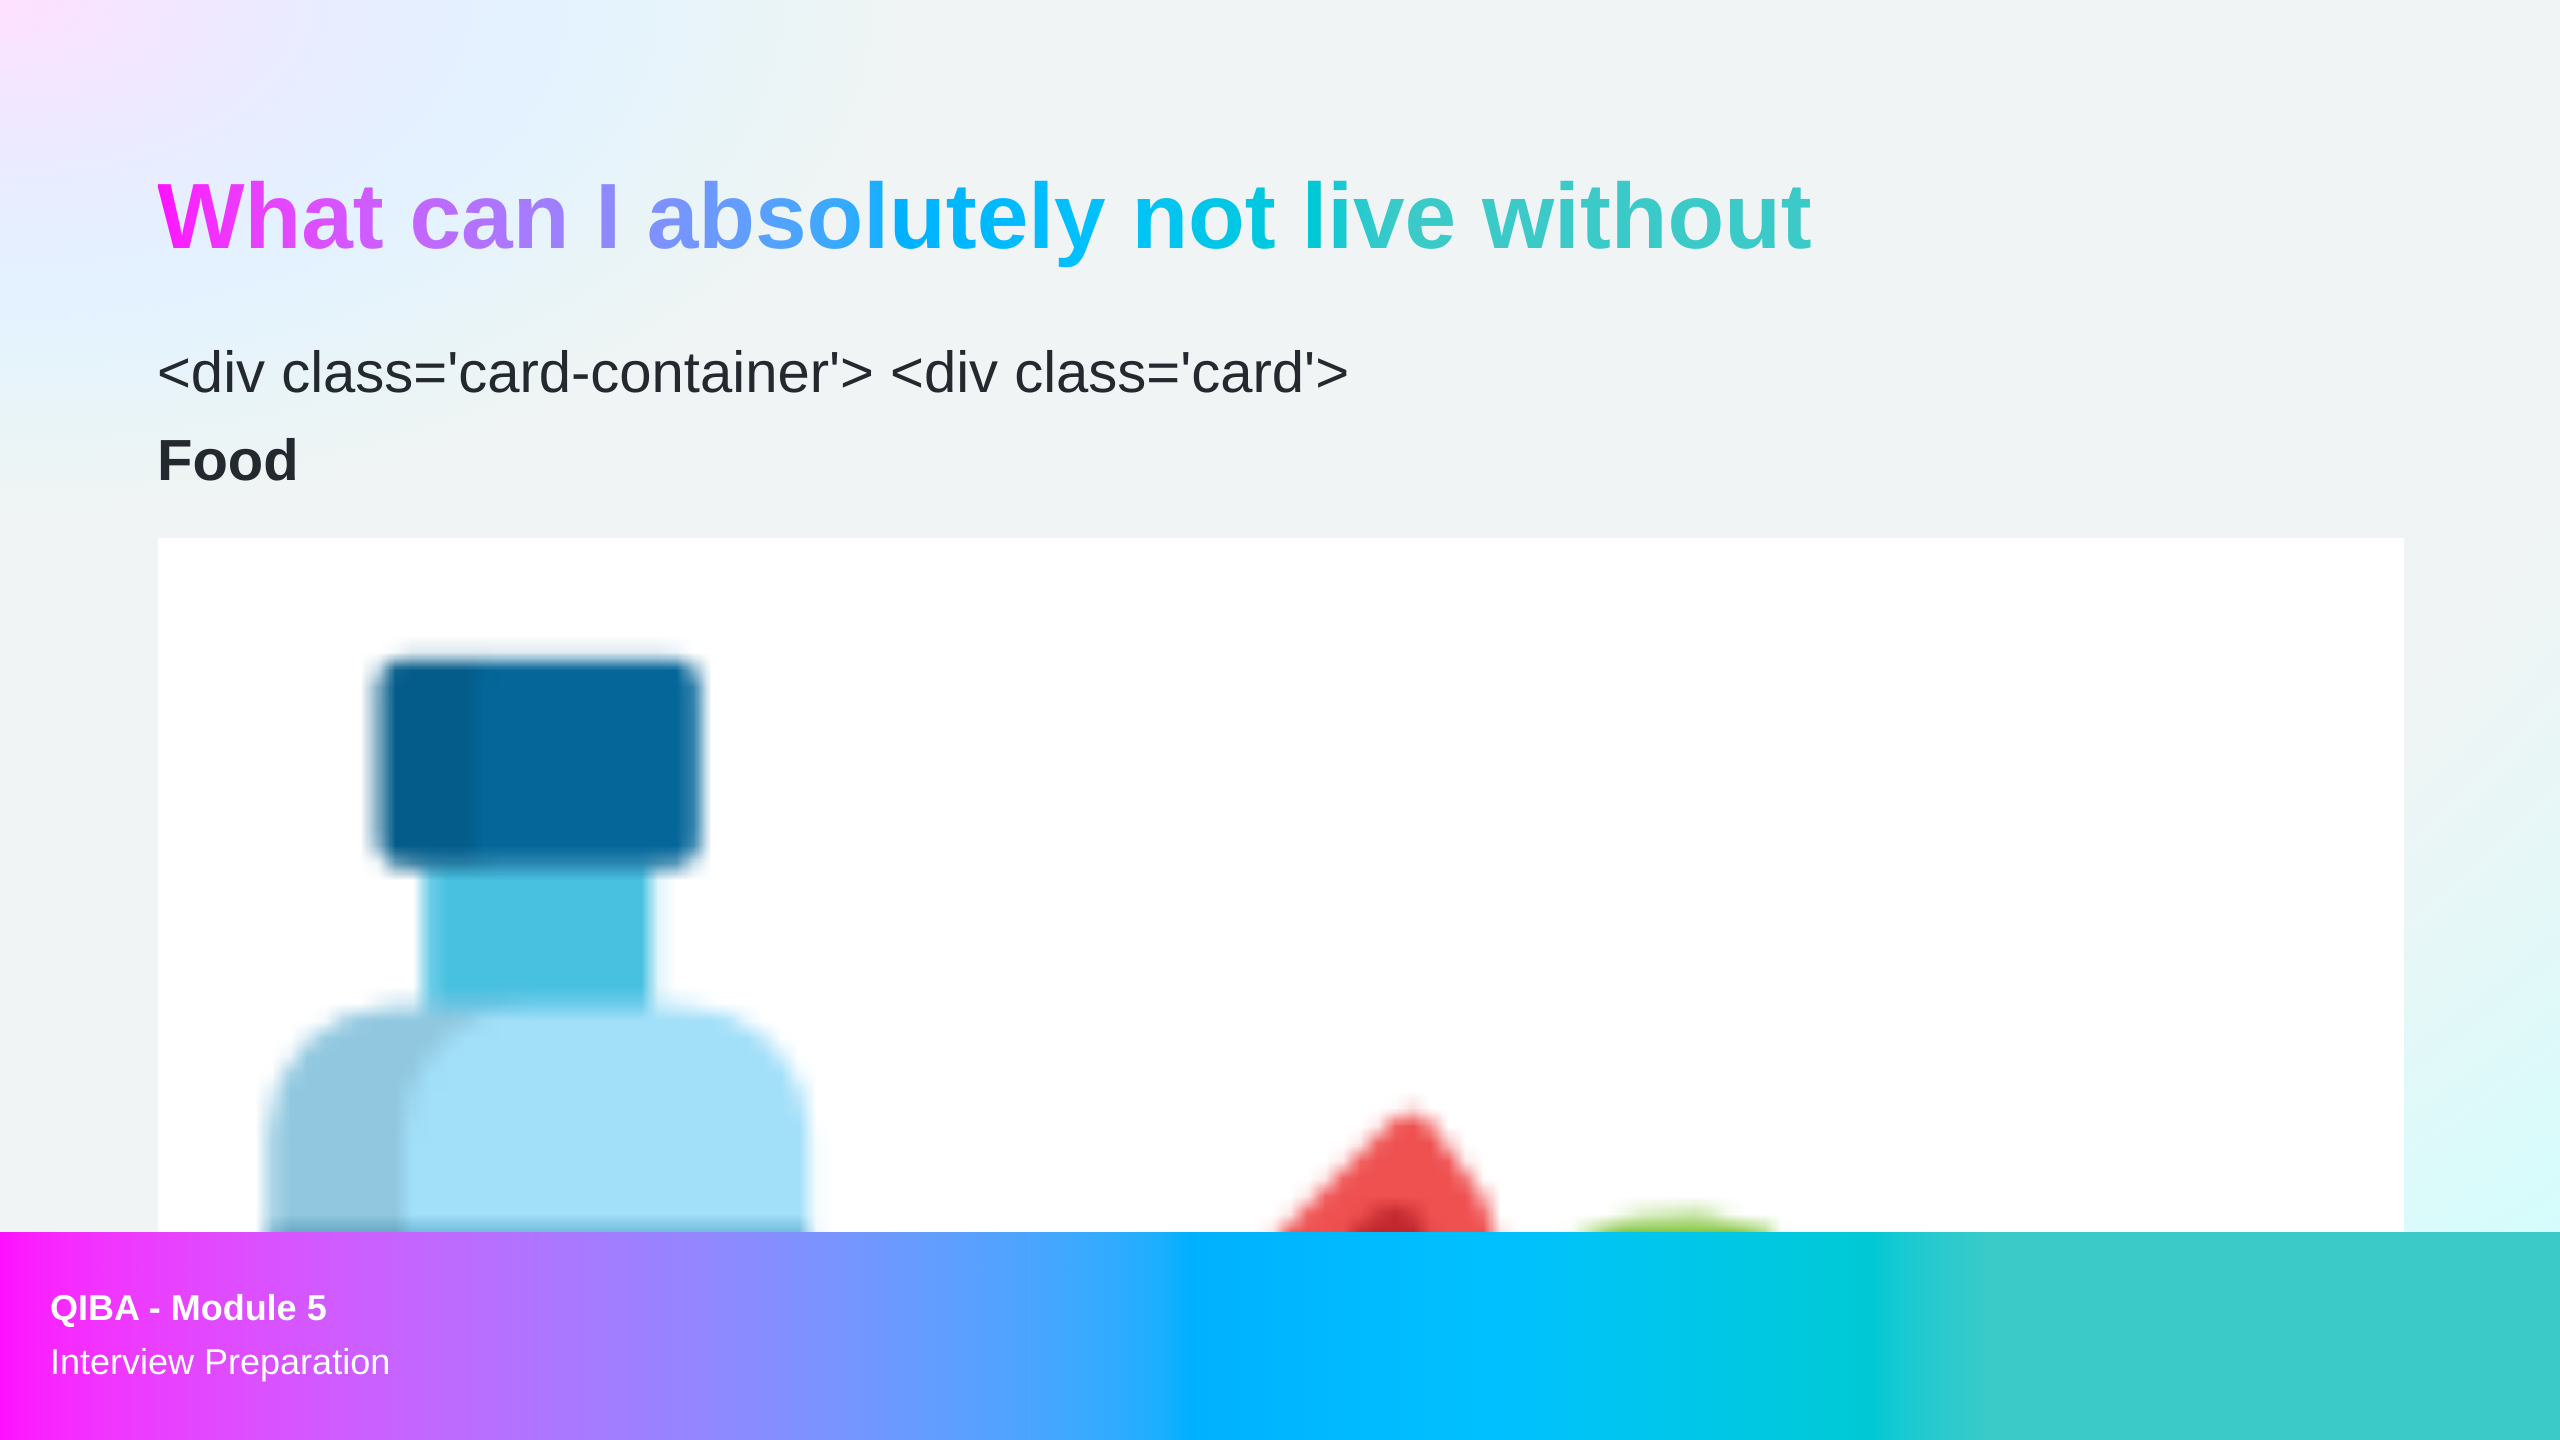 What can I absolutely not live without
<div class='card-container'> <div class='card'>
Food
QIBA - Module 5
Interview Preparation